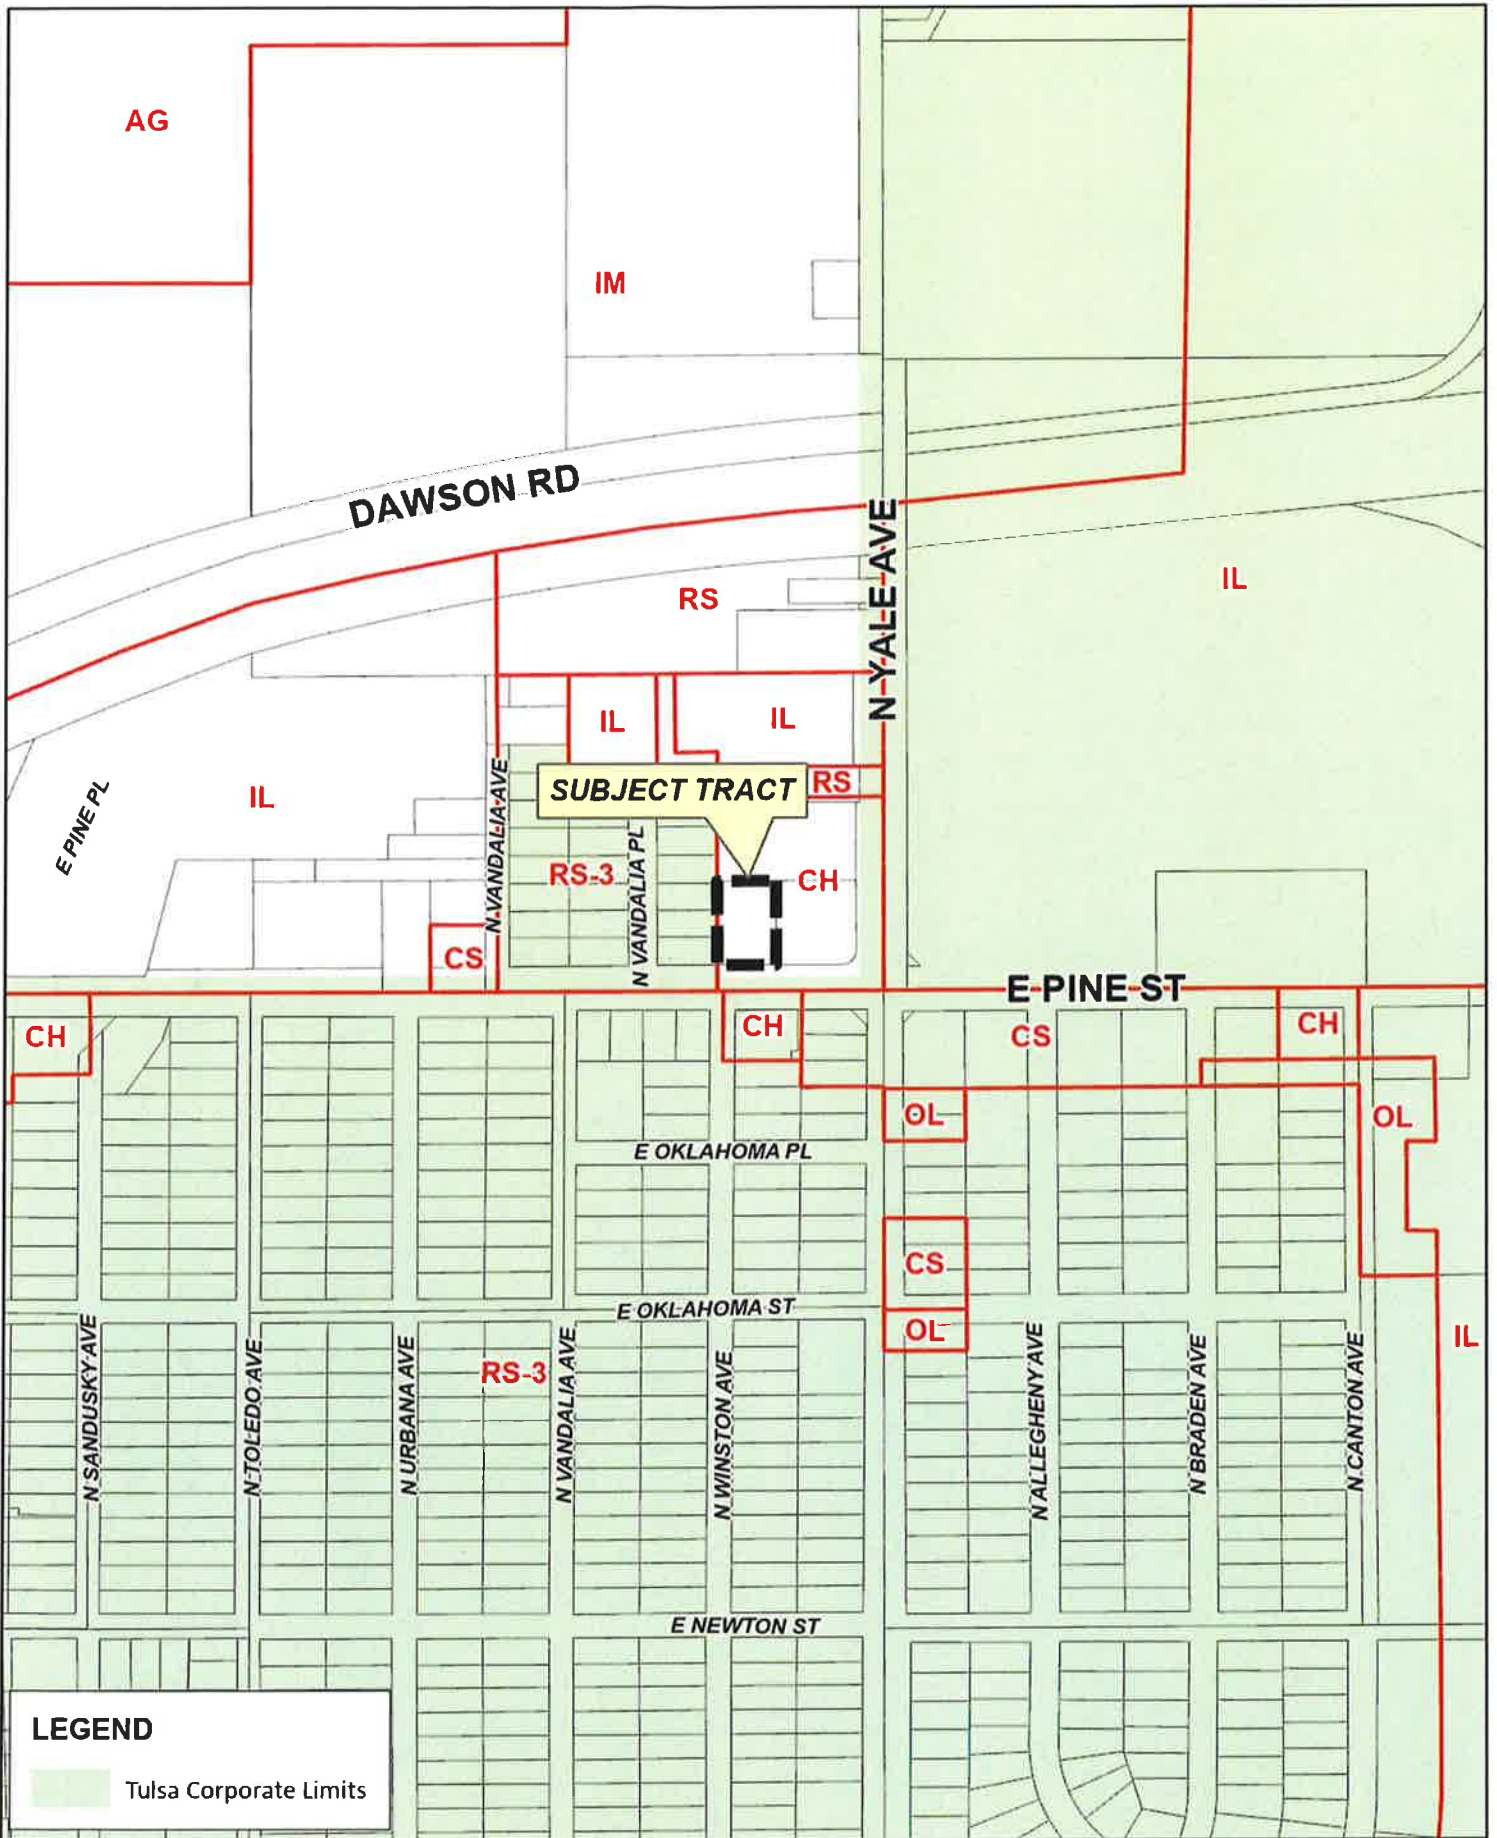 AG
IM
DAWSON RD
N YALE AVE
IL
RS
IL
IL
E PINE PL
IL
N VANDALIA AVE
SUBJECT TRACT
RS
RS-3
N VANDALIA PL
CH
CS
E PINE ST
CH
CH
CS
CH
OL
OL
E OKLAHOMA PL
CS
E OKLAHOMA ST
OL
IL
N SANDUSKY AVE
N TOLEDO AVE
N URBANA AVE
RS-3
N VANDALIA AVE
N WINSTON AVE
N ALLEGHENY AVE
N BRADEN AVE
N CANTON AVE
E NEWTON ST
LEGEND
Tulsa Corporate Limits